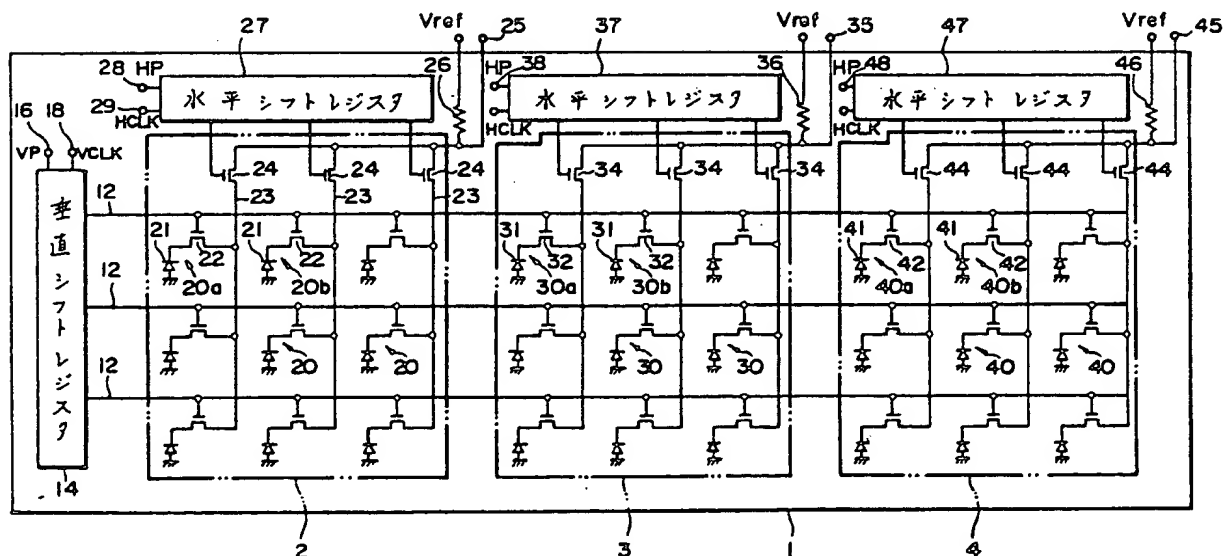 27 Vref 25 37 Vref 35 47 Vref 45
28 HP 26 HP 38 36 HP 48 46
水平シフトレジスタ 水平シフトレジスタ 水平シフトレジスタ
29 HCLK HCLK HCLK
16 18
VP VCLK
24 24 24 34 34 34 44 44 44
12 23 23 23
垂直シフトレジスタ
21 22 21 22 31 32 31 32 41 42 41 42
20a 20b 30a 30b 40a 40b
12
20 20 30 30 40 40
12
14
2 3 1 4